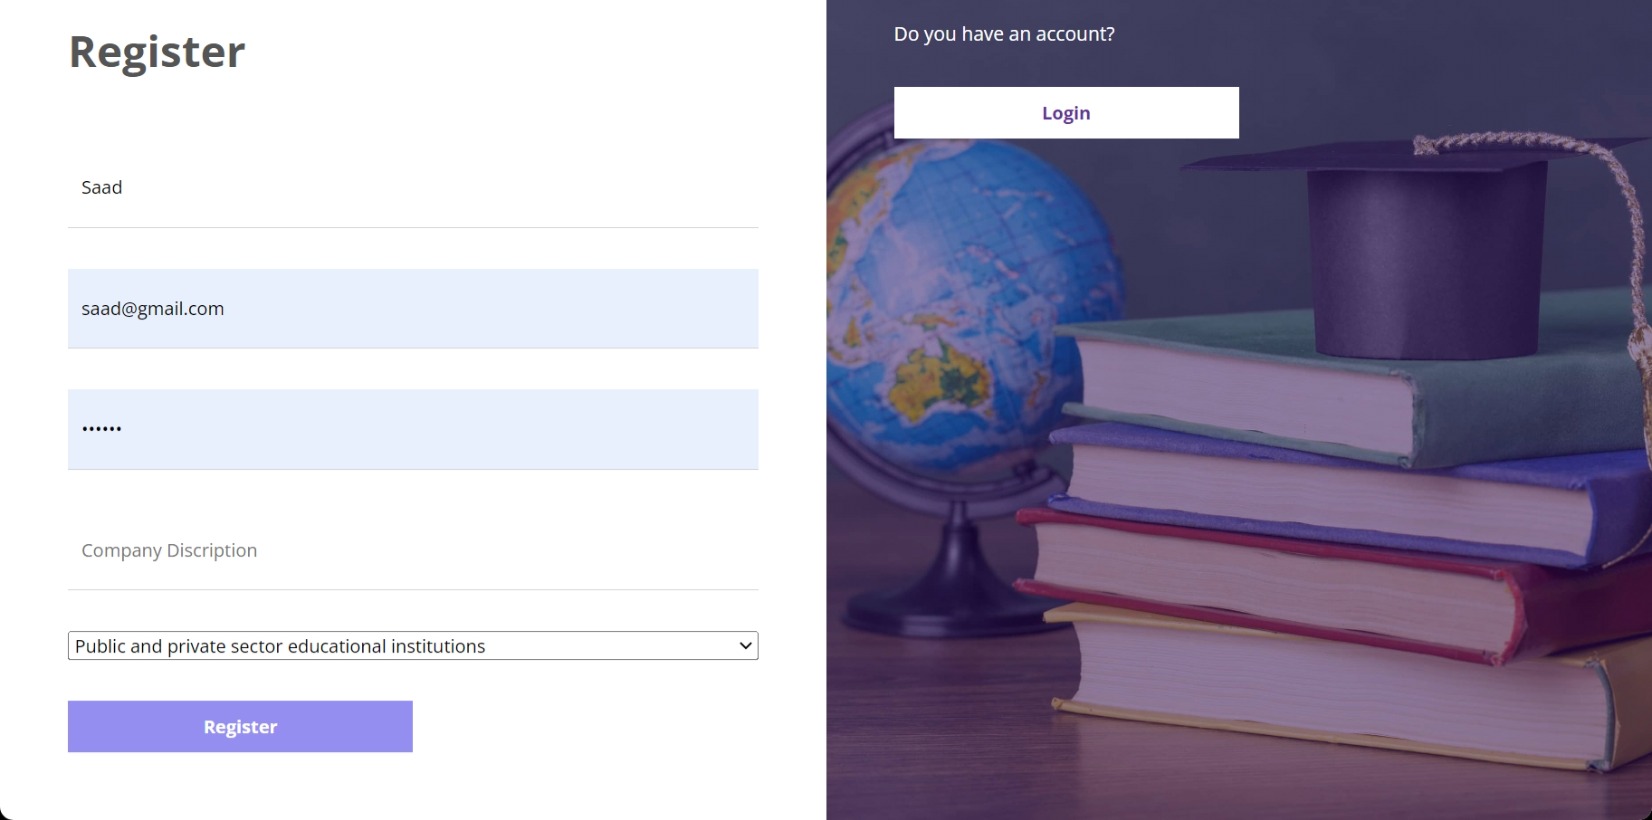 Register
Saad
saad@gmail.com
••••••
Company Discription
Public and private sector educational institutions
Register
Do you have an account?
Login